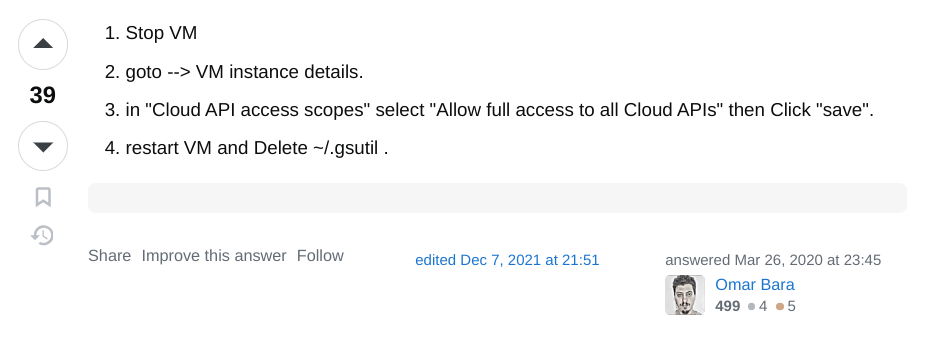 1. Stop VM
39
2. goto --> VM instance details.
3. in "Cloud API access scopes" select "Allow full access to all Cloud APIs" then Click "save".
4. restart VM and Delete ~/.gsutil .
Share Improve this answer Follow
edited Dec 7, 2021 at 21:51
answered Mar 26, 2020 at 23:45
Omar Bara
499 4 5